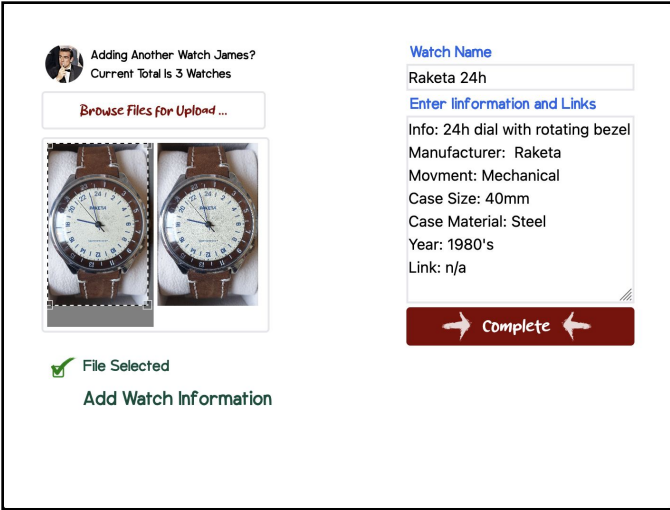 Adding Another Watch James?
Current Total Is 3 Watches
Browse Files for Upload ...
RAKETA
RAKETA
File Selected
Add Watch Information
Watch Name
Raketa 24h
Enter Iinformation and Links
Info: 24h dial with rotating bezel
Manufacturer:  Raketa
Movment: Mechanical
Case Size: 40mm
Case Material: Steel
Year: 1980's
Link: n/a
Complete